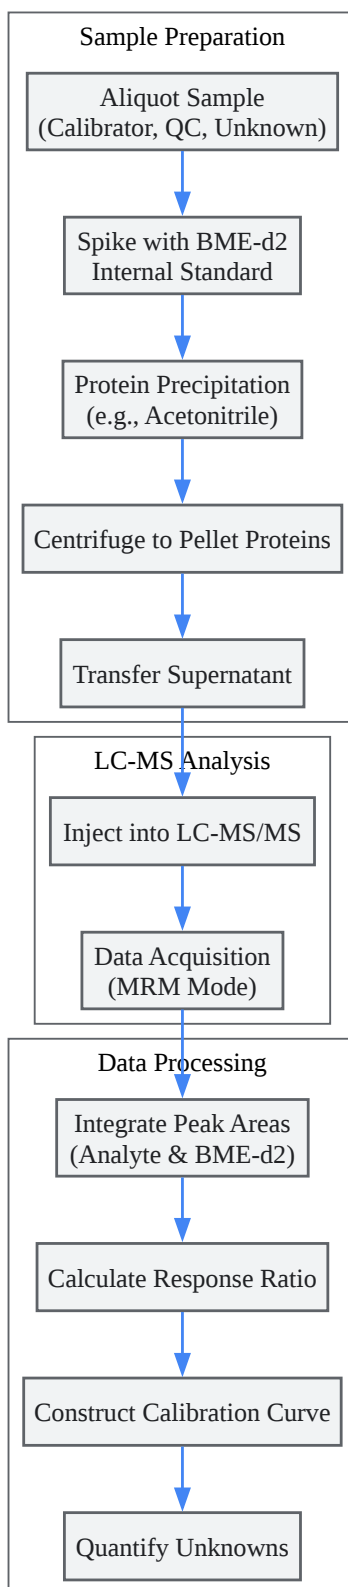 Sample Preparation
Aliquot Sample
(Calibrator, QC, Unknown)
Spike with BME-d2
Internal Standard
Protein Precipitation
(e.g., Acetonitrile)
Centrifuge to Pellet Proteins
Transfer Supernatant
LC-MS Analysis
Inject into LC-MS/MS
Data Acquisition
(MRM Mode)
Data Processing
Integrate Peak Areas
(Analyte & BME-d2)
Calculate Response Ratio
Construct Calibration Curve
Quantify Unknowns